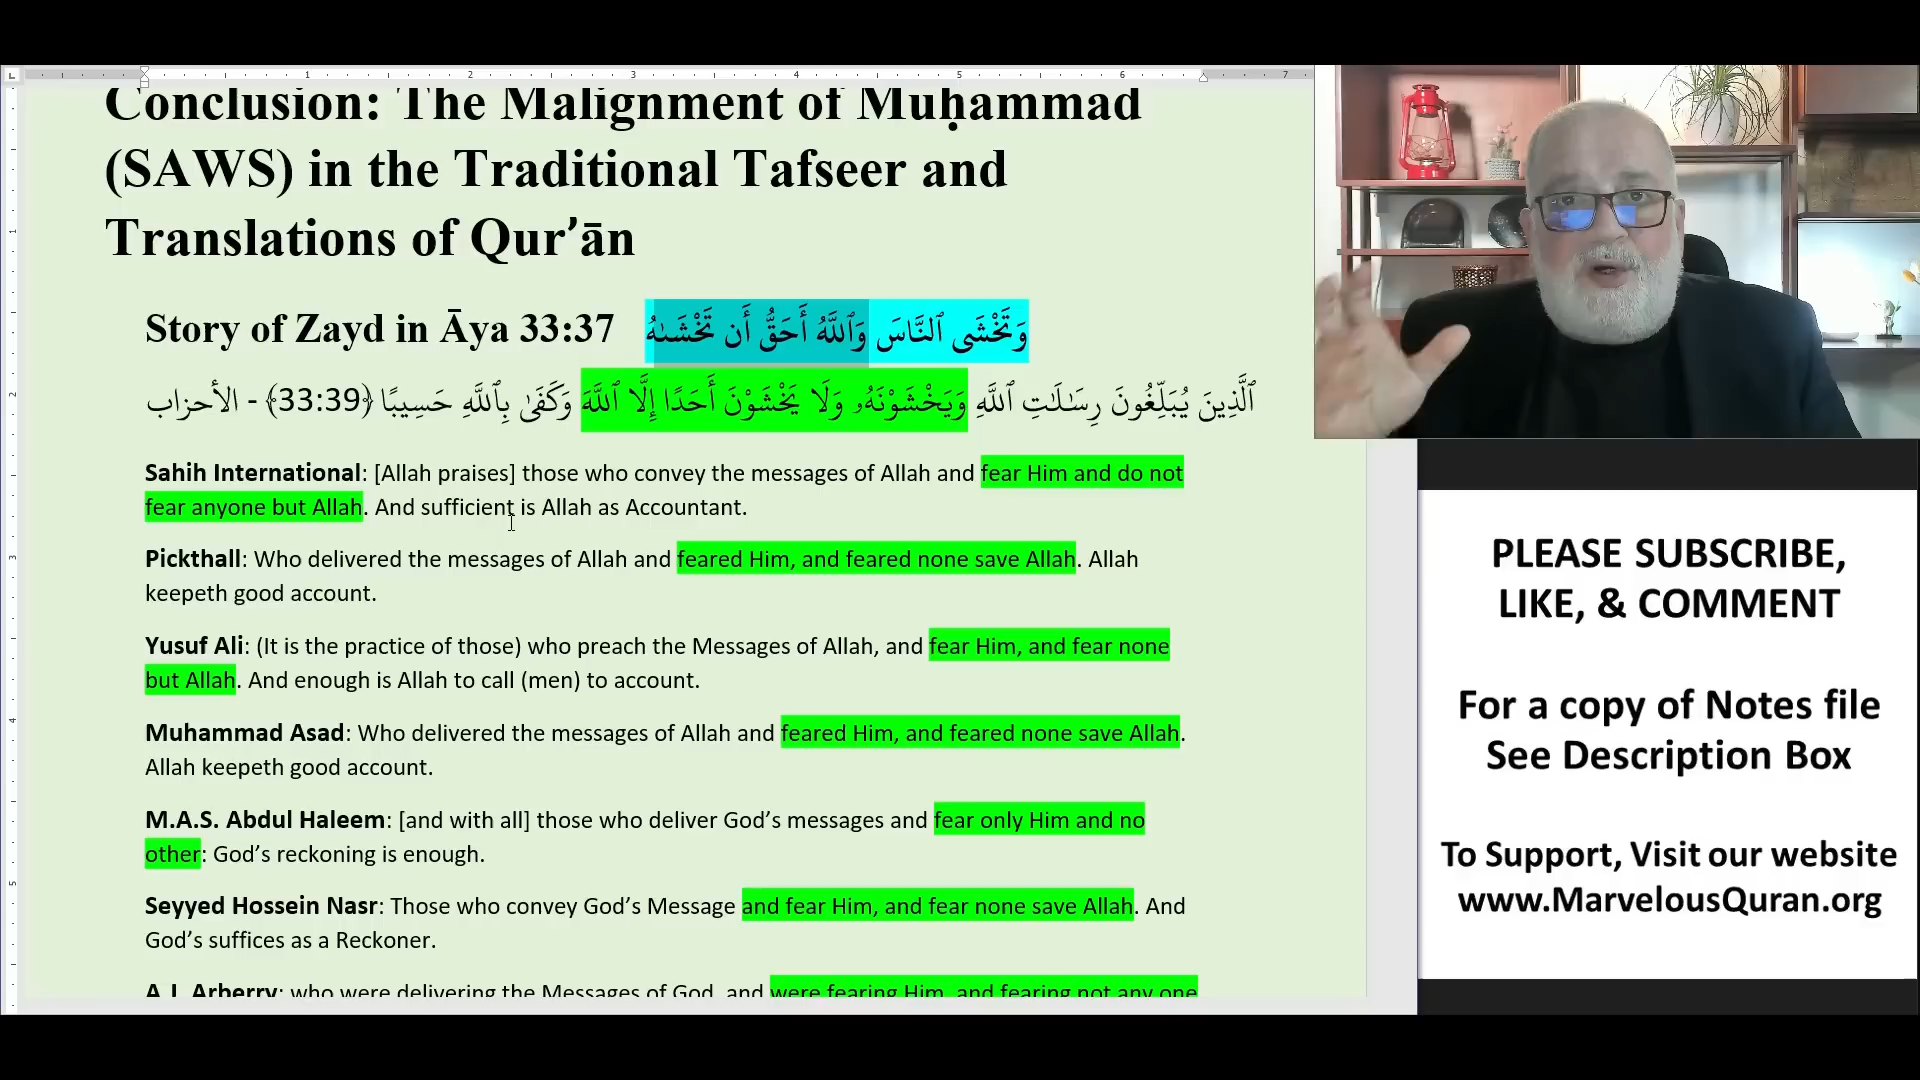 Conclusion: The Malignment of Muḥammad
(SAWS) in the Traditional Tafseer and
Translations of Qurʼān
Story of Zayd in Āya 33:37 وَتَخْشَى ٱلنَّاسَ وَٱللَّهُ أَحَقُّ أَن تَخْشَىٰهُ
ٱلَّذِينَ يُبَلِّغُونَ رِسَـٰلَـٰتِ ٱللَّهِ وَيَخْشَوْنَهُۥ وَلَا يَخْشَوْنَ أَحَدًا إِلَّا ٱللَّهَ وَكَفَىٰ بِٱللَّهِ حَسِيبًا ﴿33:39﴾ - الأحزاب
Sahih International: [Allah praises] those who convey the messages of Allah and fear Him and do not
fear anyone but Allah. And sufficient is Allah as Accountant.
Pickthall: Who delivered the messages of Allah and feared Him, and feared none save Allah. Allah
keepeth good account.
Yusuf Ali: (It is the practice of those) who preach the Messages of Allah, and fear Him, and fear none
but Allah. And enough is Allah to call (men) to account.
Muhammad Asad: Who delivered the messages of Allah and feared Him, and feared none save Allah.
Allah keepeth good account.
M.A.S. Abdul Haleem: [and with all] those who deliver God’s messages and fear only Him and no
other: God’s reckoning is enough.
Seyyed Hossein Nasr: Those who convey God’s Message and fear Him, and fear none save Allah. And
God’s suffices as a Reckoner.
A.J. Arberry: who were delivering the Messages of God, and were fearing Him, and fearing not any one
PLEASE SUBSCRIBE,
LIKE, & COMMENT
For a copy of Notes file
See Description Box
To Support, Visit our website
www.MarvelousQuran.org